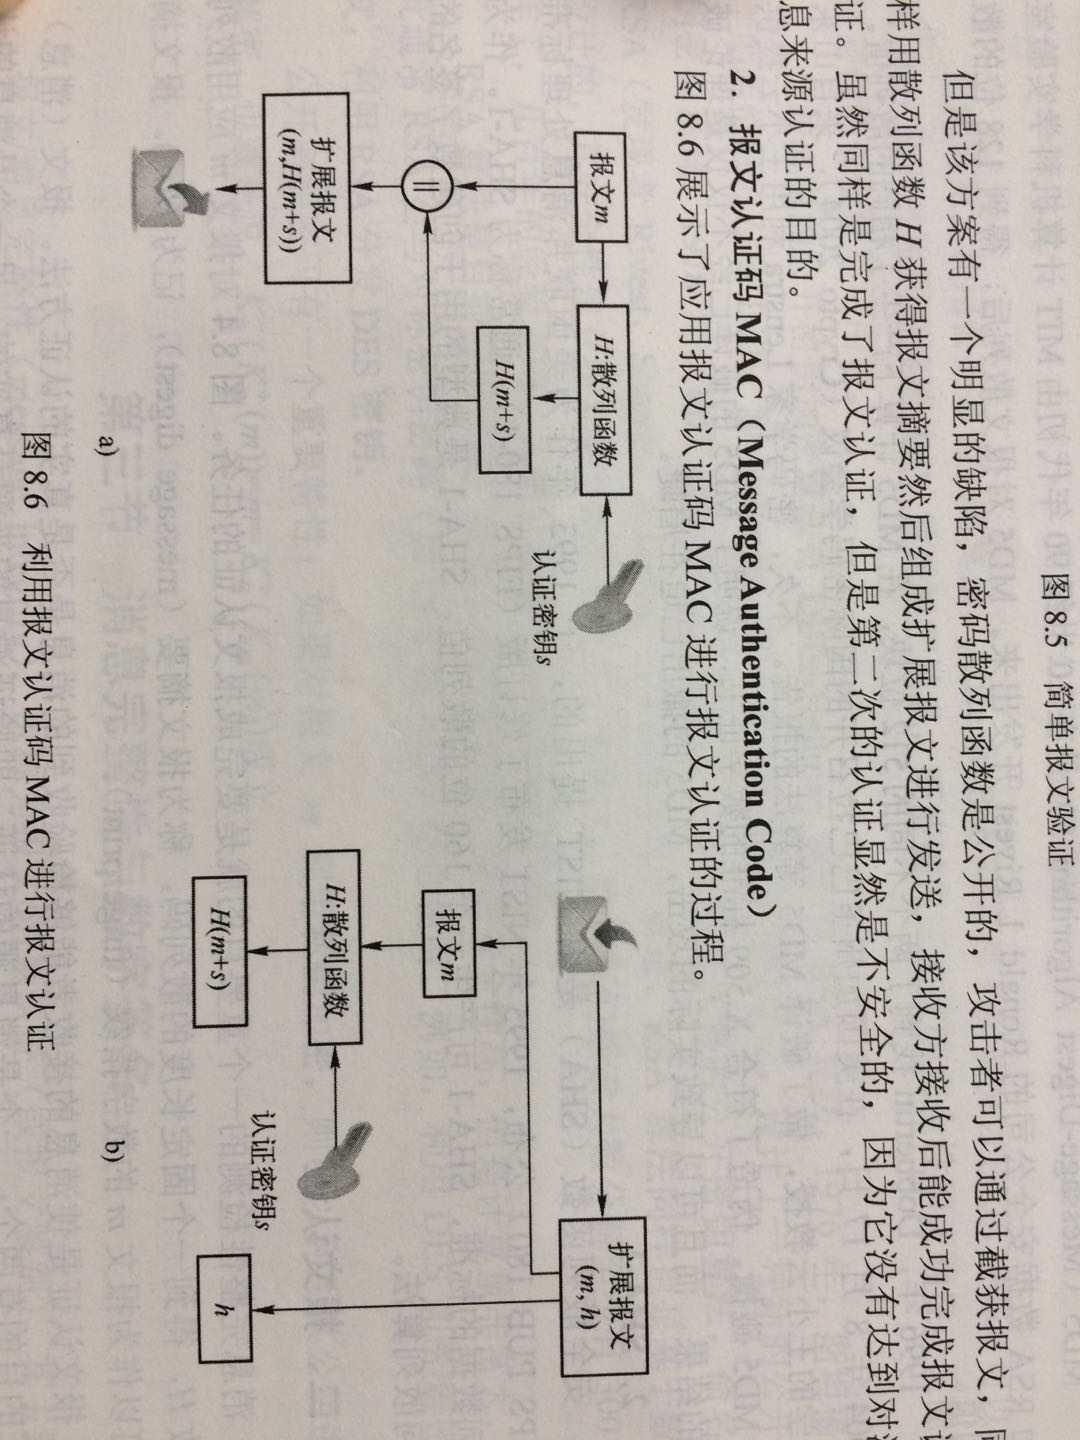 图 8.5 简单报文验证
但是该方案有一个明显的缺陷，密码散列函数是公开的，攻击者可以通过截获报文，同
样用散列函数 H 获得报文摘要然后组成扩展报文进行发送，接收方接收后能成功完成报文认
证。虽然同样是完成了报文认证，但是第二次的认证显然是不安全的，因为它没有达到对消
息来源认证的目的。
2. 报文认证码 MAC（Message Authentication Code）
图 8.6 展示了应用报文认证码 MAC 进行报文认证的过程。
报文m
H:散列函数
认证密钥s
H(m+s)
||
扩展报文
(m,H(m+s))
a)
扩展报文
(m, h)
报文m
H:散列函数
认证密钥s
H(m+s)
h
b)
图 8.6 利用报文认证码 MAC 进行报文认证